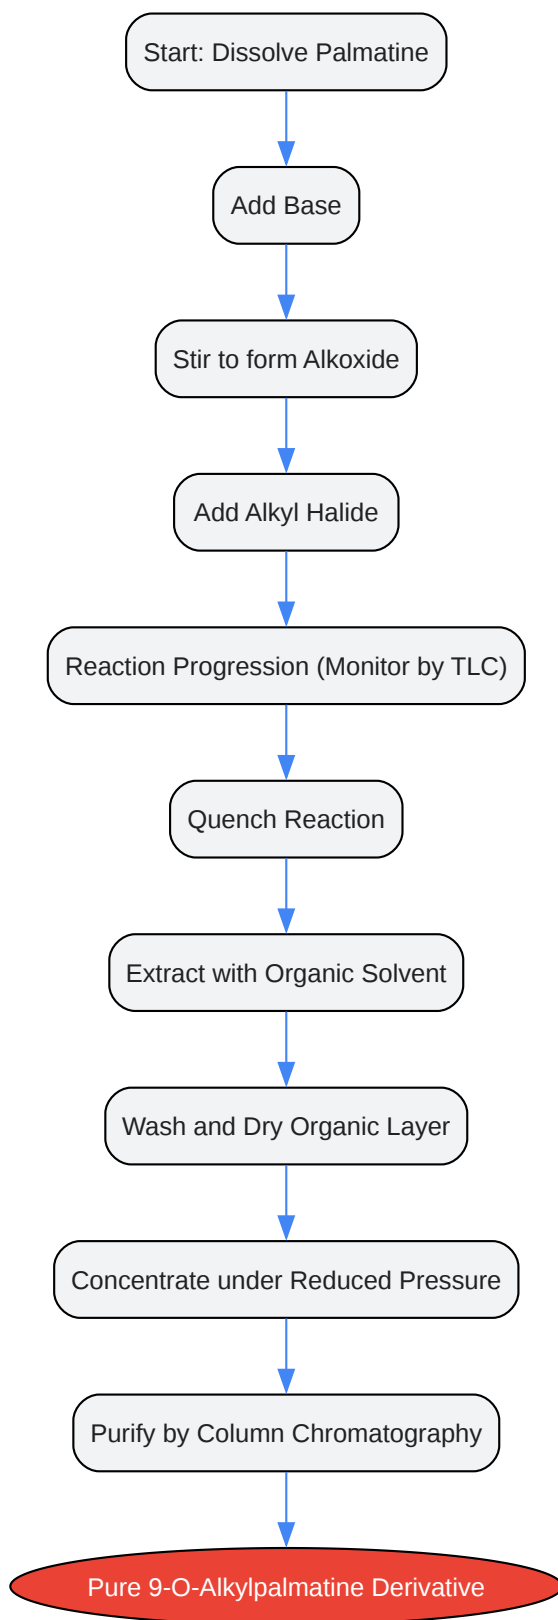 Start: Dissolve Palmatine
Add Base
Stir to form Alkoxide
Add Alkyl Halide
Reaction Progression (Monitor by TLC)
Quench Reaction
Extract with Organic Solvent
Wash and Dry Organic Layer
Concentrate under Reduced Pressure
Purify by Column Chromatography
Pure 9-O-Alkylpalmatine Derivative